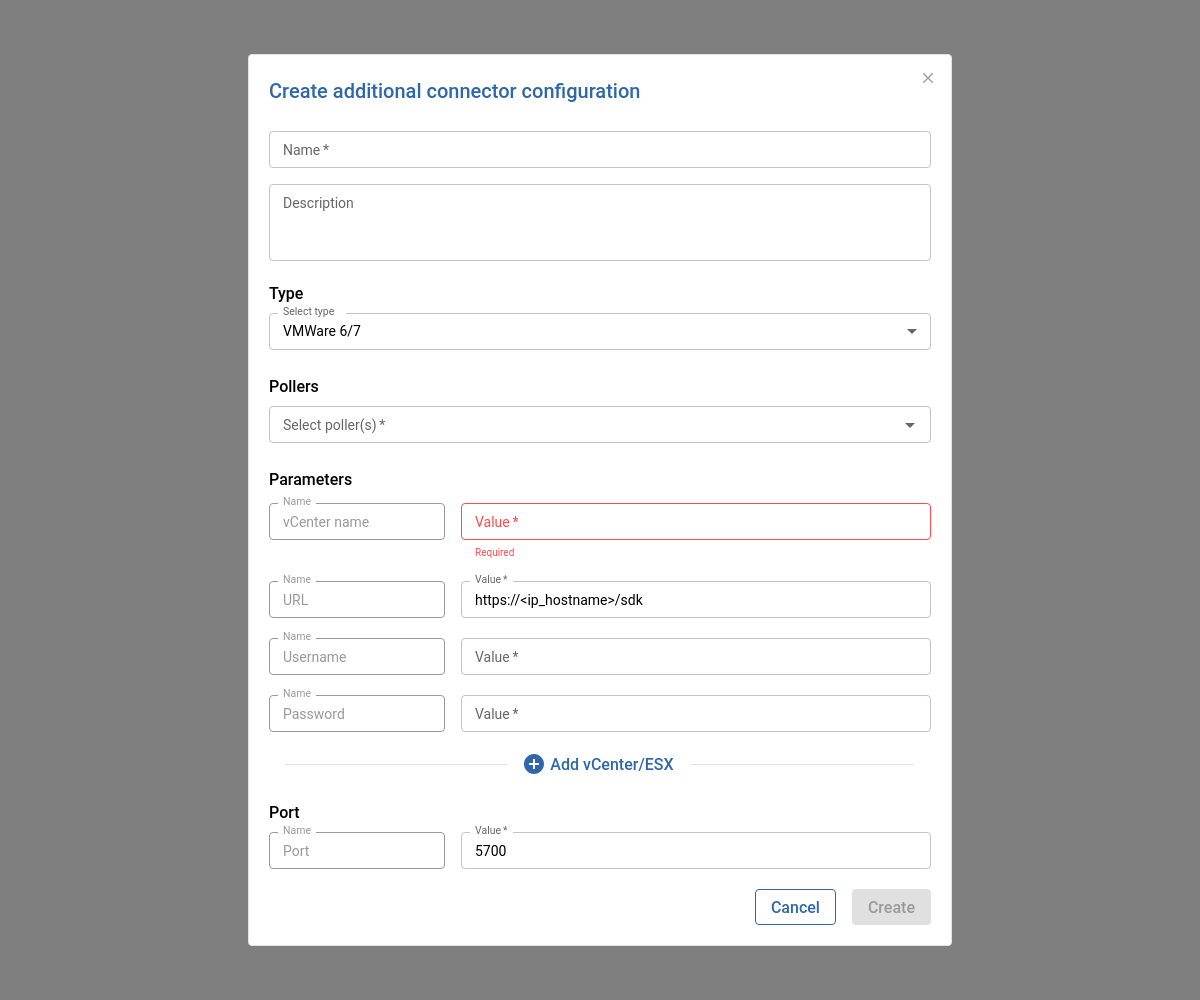 Create additional connector configuration
Name *
Description
Type
Select type
VMWare 6/7
Pollers
Select poller(s) *
Parameters
Name
vCenter name
Value *
Required
Name
URL
Value *
https://<ip_hostname>/sdk
Name
Username
Value *
Name
Password
Value *
Add vCenter/ESX
Port
Name
Port
Value *
5700
Cancel
Create